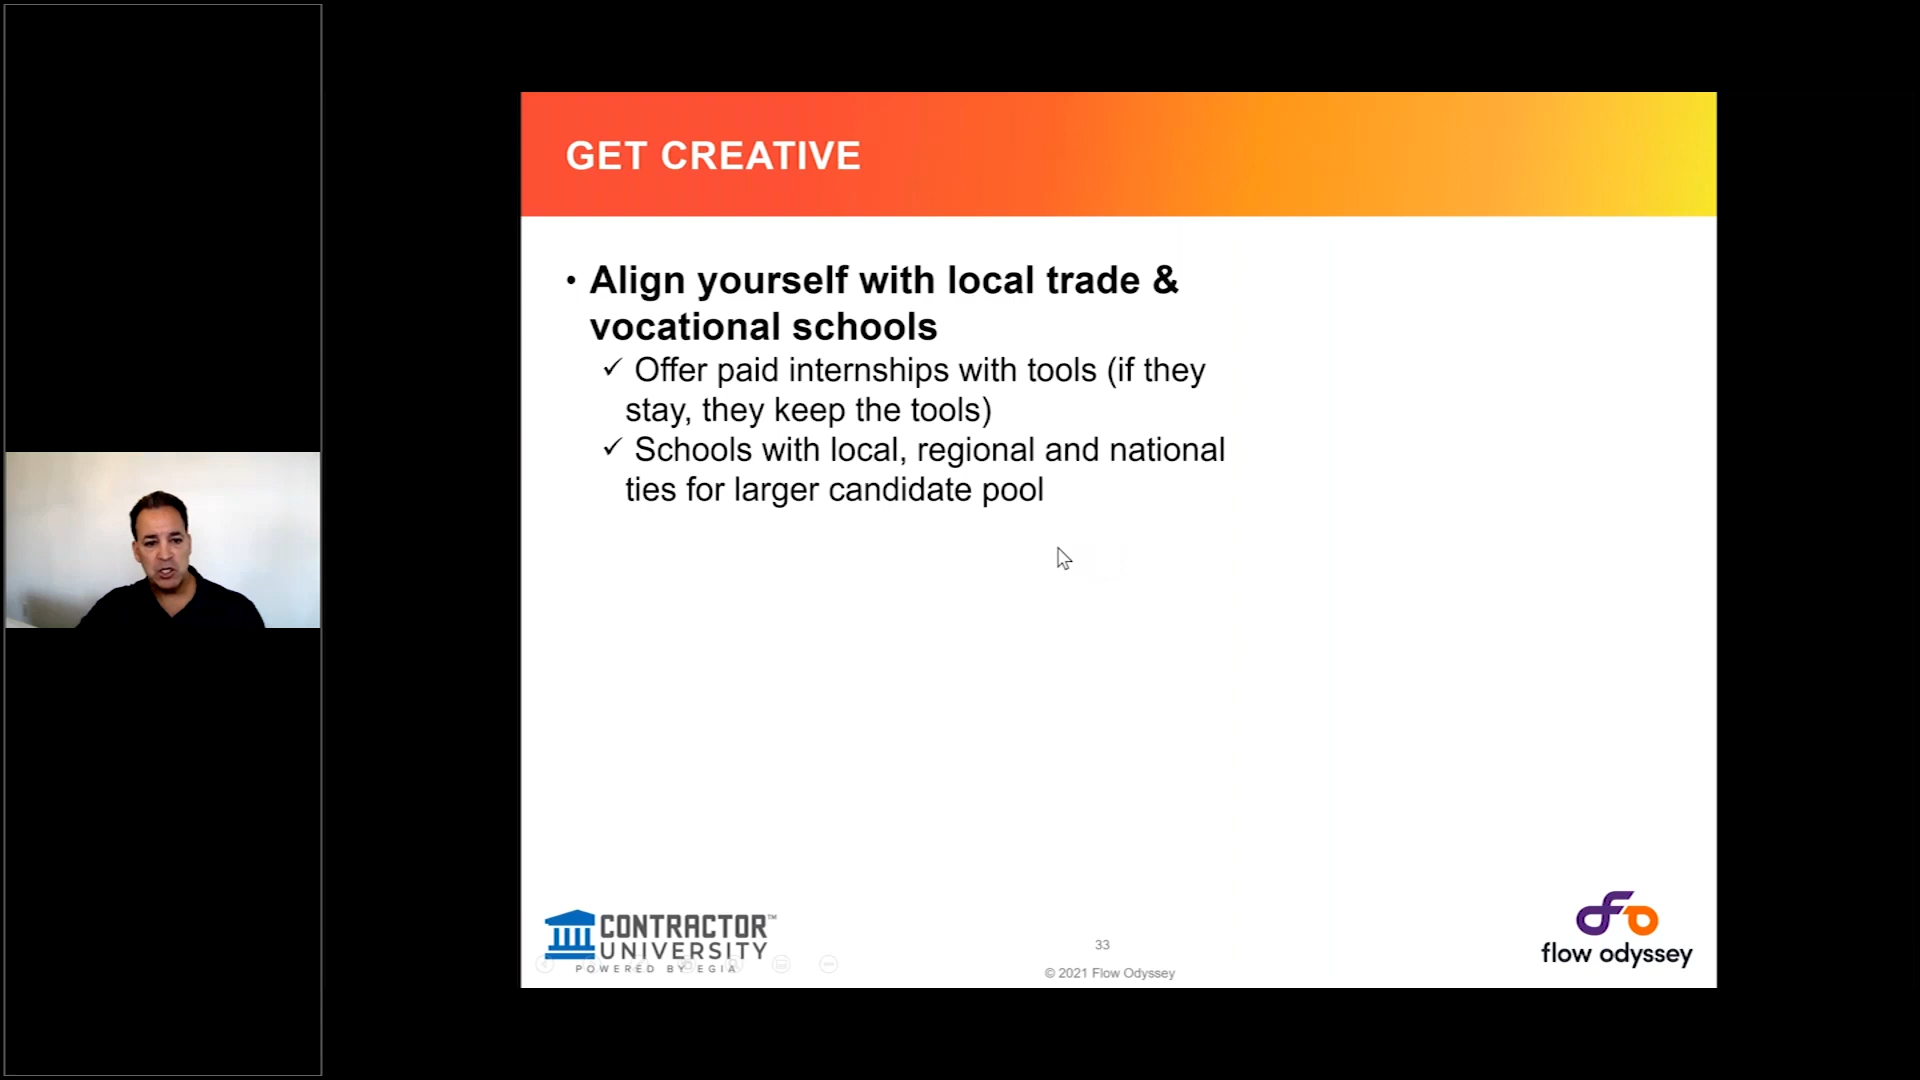 GET CREATIVE
• Align yourself with local trade &
vocational schools
✓ Offer paid internships with tools (if they
stay, they keep the tools)
✓ Schools with local, regional and national
ties for larger candidate pool
CONTRACTOR™
UNIVERSITY
POWERED BY EGIA
33
© 2021 Flow Odyssey
flow odyssey